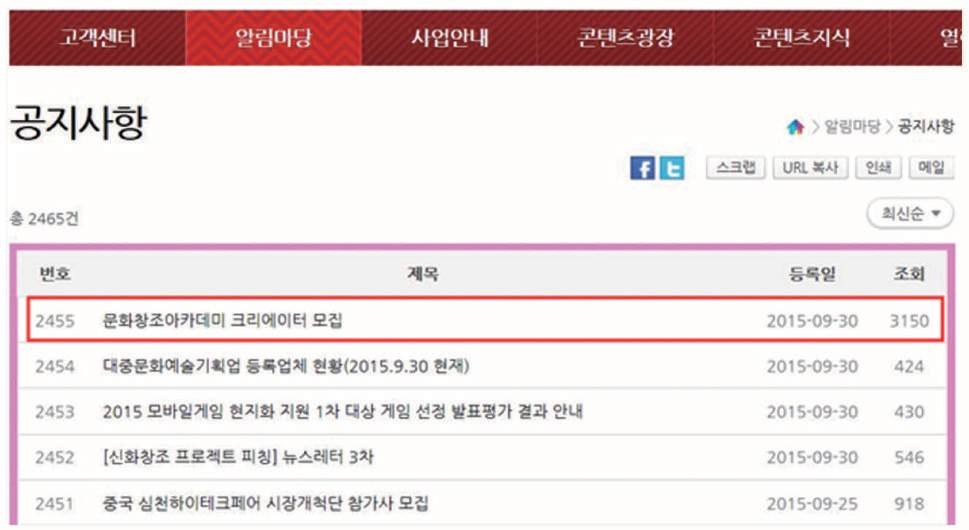 고객센터 알림마당 사업안내 콘텐츠광장 콘텐츠지식
공지사항
알림마당 > 공지사항
f t 스크랩 URL 복사 인쇄 메일
총 2465건 최신순
번호 제목 등록일 조회
2455 문화창조아카데미 크리에이터 모집 2015-09-30 3150
2454 대중문화예술기획업 등록업체 현황(2015.9.30 현재) 2015-09-30 424
2453 2015 모바일게임 현지화 지원 1차 대상 게임 선정 발표평가 결과 안내 2015-09-30 430
2452 [신화창조 프로젝트 피칭] 뉴스레터 3차 2015-09-30 546
2451 중국 심천하이테크페어 시장개척단 참가사 모집 2015-09-25 918